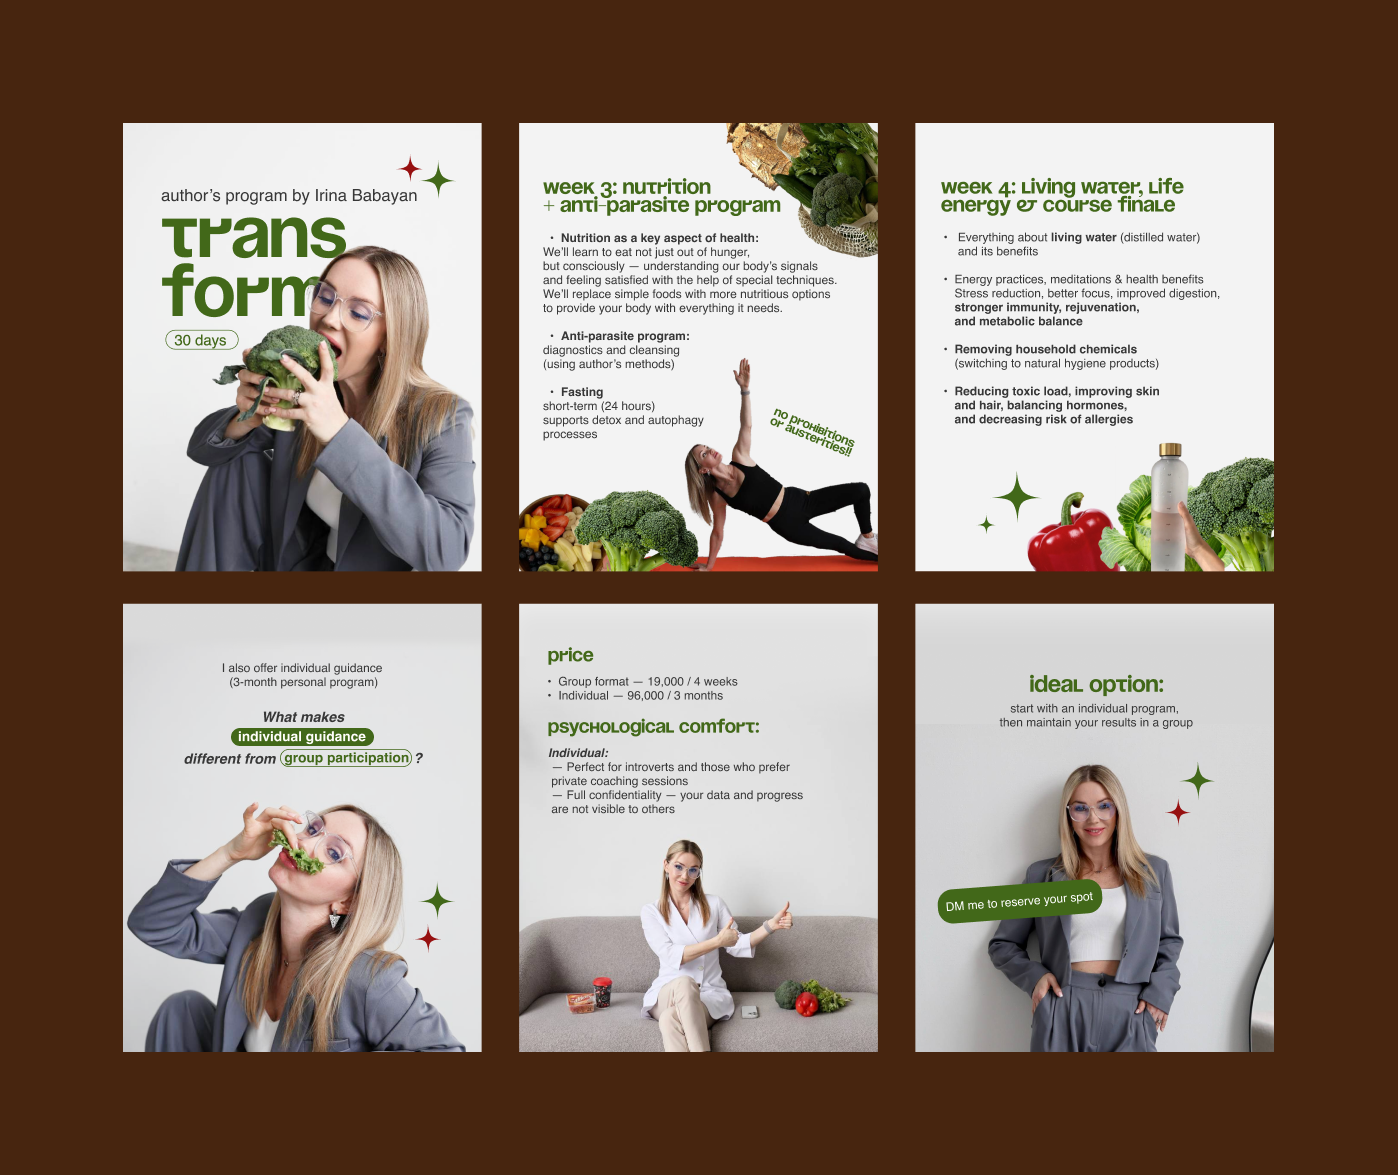 author's program by Irina Babayan
trans
form
30 days
week 3: nutrition
+ anti-parasite program
• Nutrition as a key aspect of health:
We'll learn to eat not just out of hunger,
but consciously — understanding our body's signals
and feeling satisfied with the help of special techniques.
We'll replace simple foods with more nutritious options
to provide your body with everything it needs.
• Anti-parasite program:
diagnostics and cleansing
(using author's methods)
• Fasting
short-term (24 hours)
supports detox and autophagy
processes
no prohibitions
or austerities!!
week 4: living water, life
energy & course finale
• Everything about living water (distilled water)
and its benefits
• Energy practices, meditations & health benefits
Stress reduction, better focus, improved digestion,
stronger immunity, rejuvenation,
and metabolic balance
• Removing household chemicals
(switching to natural hygiene products)
• Reducing toxic load, improving skin
and hair, balancing hormones,
and decreasing risk of allergies
I also offer individual guidance
(3-month personal program)
What makes
individual guidance
different from group participation ?
price
• Group format — 19,000 / 4 weeks
• Individual — 96,000 / 3 months
psychological comfort:
Individual:
— Perfect for introverts and those who prefer
private coaching sessions
— Full confidentiality — your data and progress
are not visible to others
ideal option:
start with an individual program,
then maintain your results in a group
DM me to reserve your spot